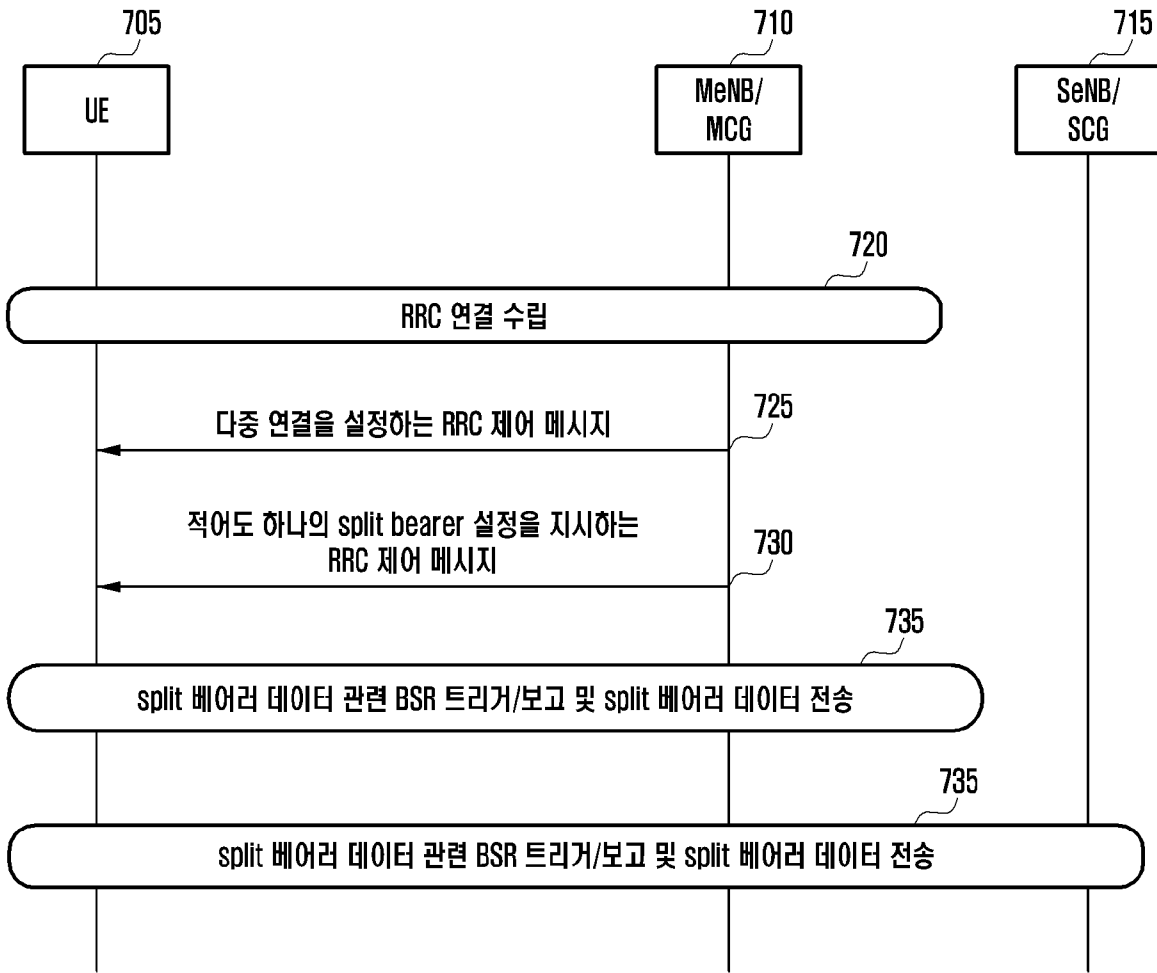 705
710
715
UE
MeNB/
MCG
SeNB/
SCG
720
RRC 연결 수립
725
다중 연결을 설정하는 RRC 제어 메시지
적어도 하나의 split bearer 설정을 지시하는
RRC 제어 메시지
730
735
split 베어러 데이터 관련 BSR 트리거/보고 및 split 베어러 데이터 전송
735
split 베어러 데이터 관련 BSR 트리거/보고 및 split 베어러 데이터 전송